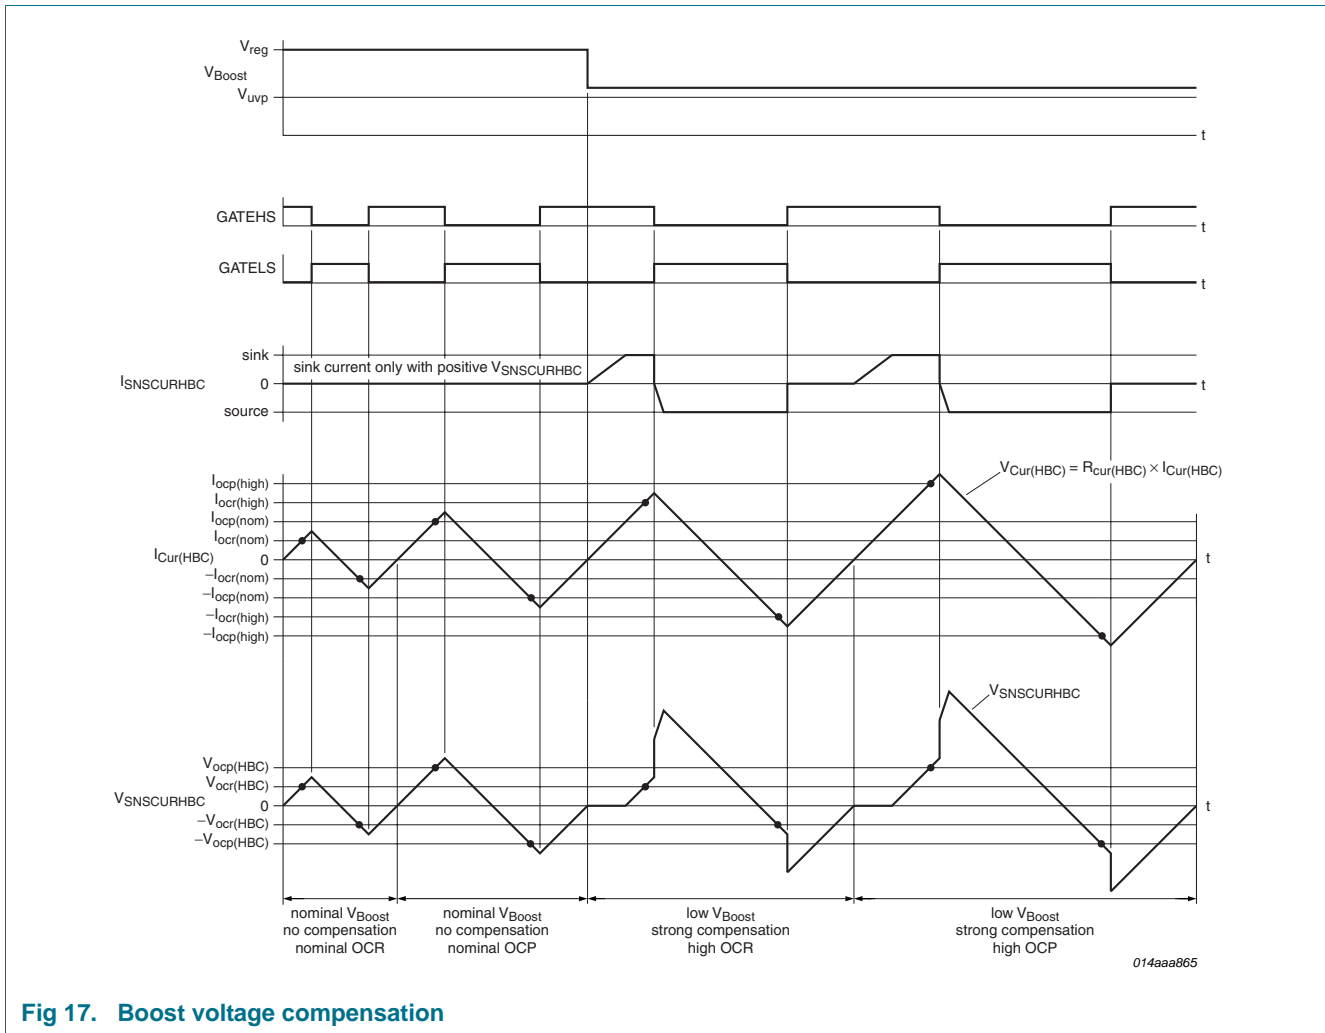 Vreg
VBoost
Vuvp
t
GATEHS
t
GATELS
t
sink
sink current only with positive VSNSCURHBC
ISNSCURHBC
0
t
source
VCur(HBC) = Rcur(HBC) × ICur(HBC)
Iocp(high)
Iocr(high)
Iocp(nom)
Iocr(nom)
ICur(HBC)
0
t
−Iocr(nom)
−Iocp(nom)
−Iocr(high)
−Iocp(high)
VSNSCURHBC
Vocp(HBC)
Vocr(HBC)
VSNSCURHBC
0
t
−Vocr(HBC)
−Vocp(HBC)
nominal VBoost
no compensation
nominal OCR
nominal VBoost
no compensation
nominal OCP
low VBoost
strong compensation
high OCR
low VBoost
strong compensation
high OCP
014aaa865
Fig 17. Boost voltage compensation